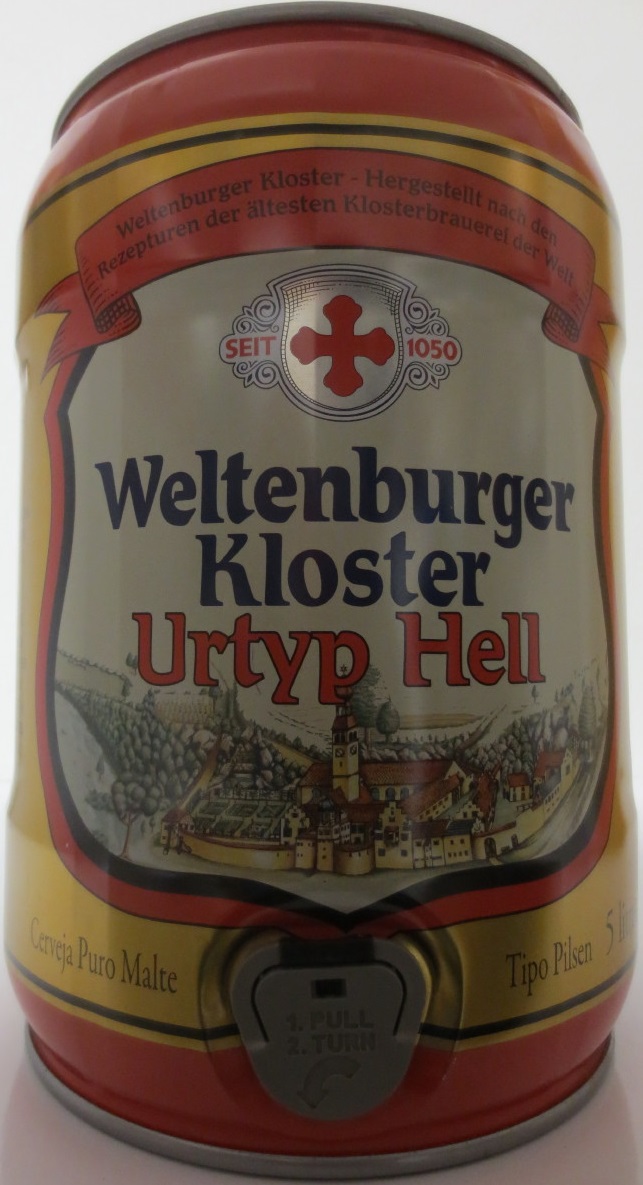 Weltenburger Kloster - Hergestellt nach den
Rezepturen der ältesten Klosterbrauerei der Welt
SEIT 1050
Weltenburger
Kloster
Urtyp Hell
Cerveja Puro Malte
Tipo Pilsen 5
1. PULL
2. TURN